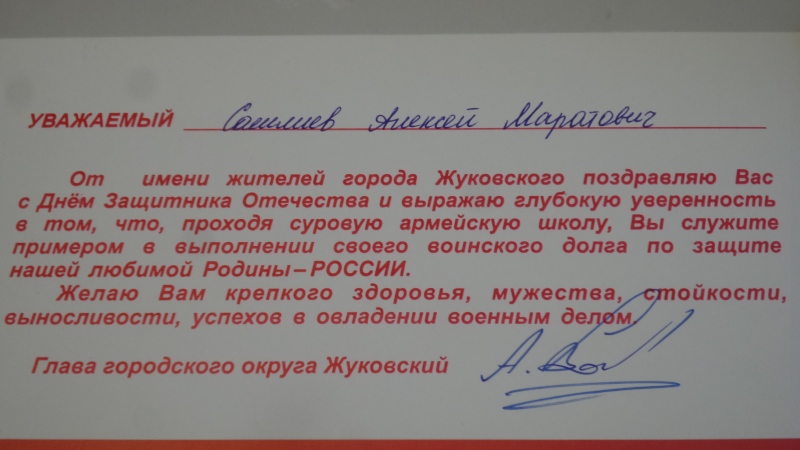 УВАЖАЕМЫЙ Алексей Маратович
От имени жителей города Жуковского поздравляю Вас
с Днём Защитника Отечества и выражаю глубокую уверенность
в том, что, проходя суровую армейскую школу, Вы служите
примером в выполнении своего воинского долга по защите
нашей любимой Родины–РОССИИ.
Желаю Вам крепкого здоровья, мужества, стойкости,
выносливости, успехов в овладении военным делом.
Глава городского округа Жуковский